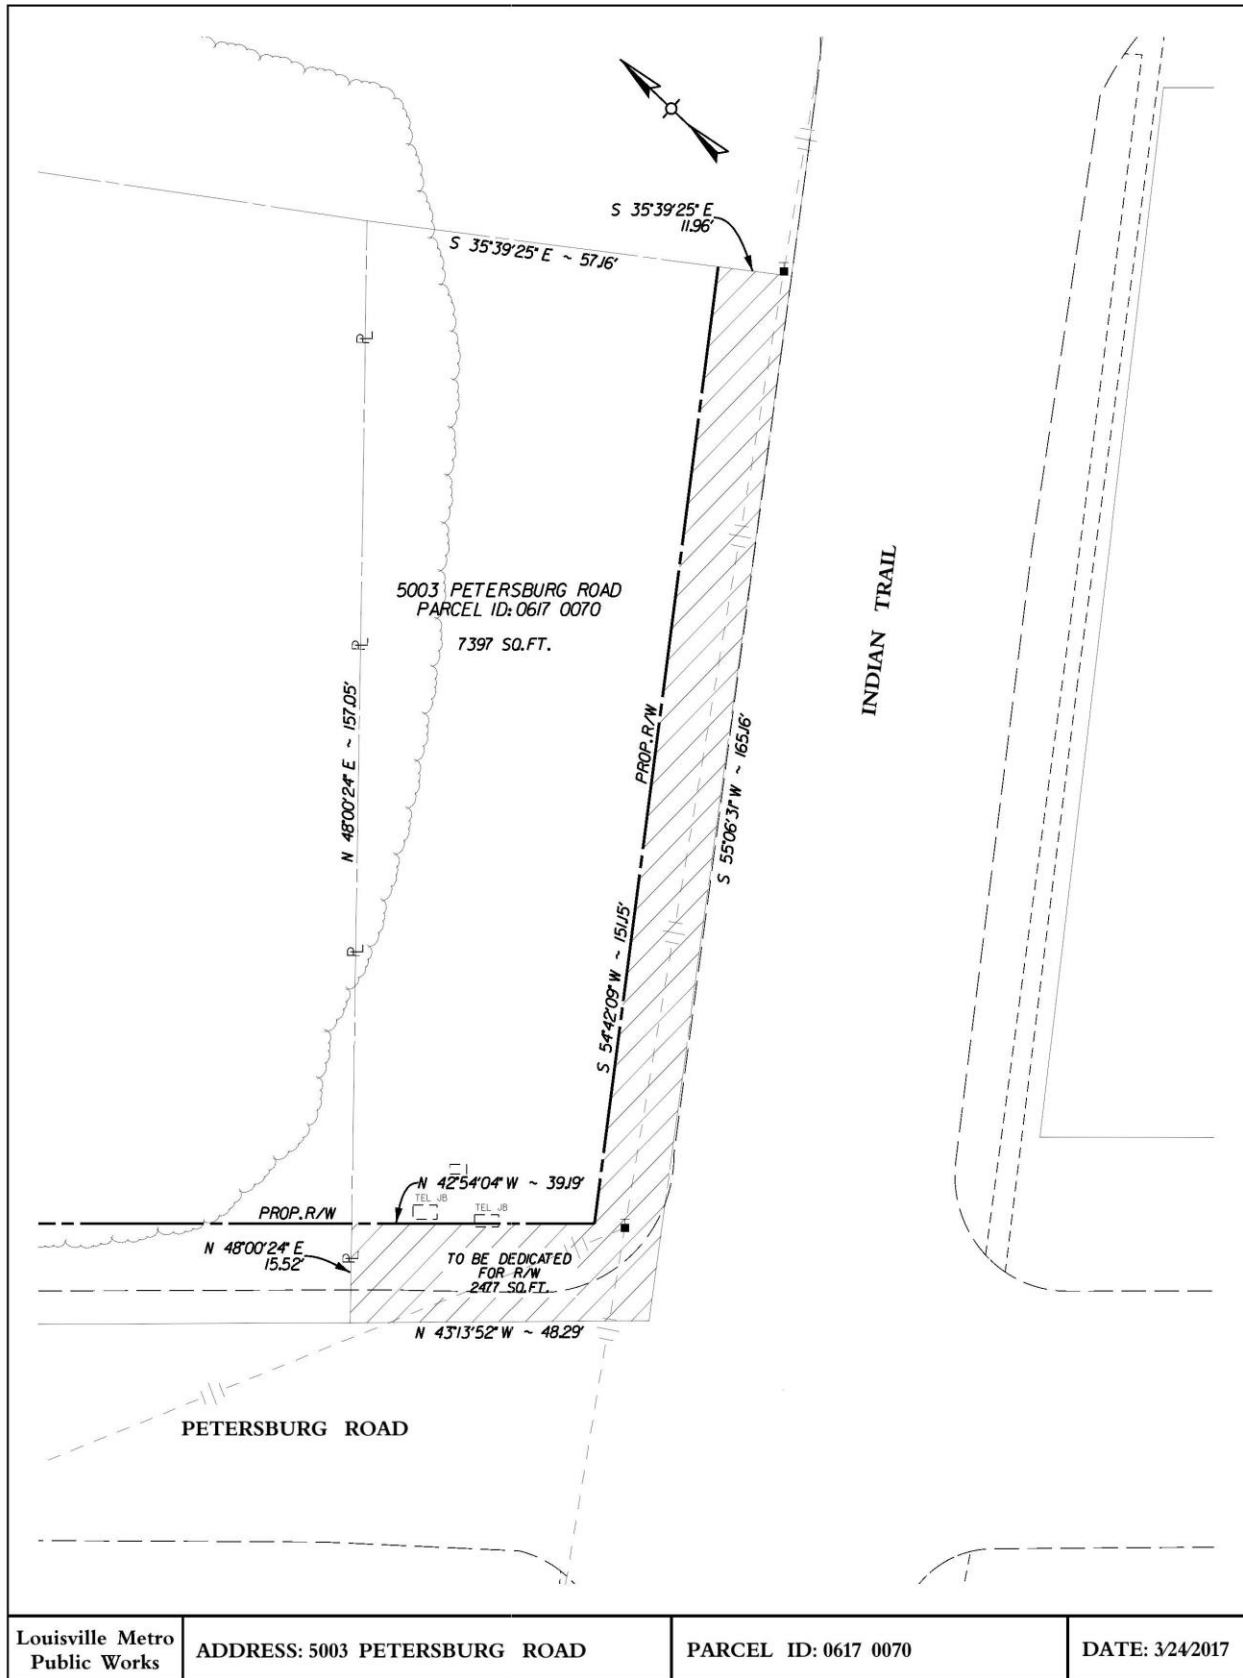 S 35°39'25" E
11.96'
S 35°39'25" E ~ 57.16'
5003 PETERSBURG ROAD
PARCEL ID: 0617 0070
7397 SQ.FT.
INDIAN TRAIL
PROP. R/W
N 48°00'24" E ~ 157.05'
S 55°06'31" W ~ 165.16'
S 54°42'09" W ~ 151.15'
PL
PL
PL
N 42°54'04" W ~ 39.19'
TEL JB
TEL JB
PROP. R/W
N 48°00'24" E
15.52'
PL
TO BE DEDICATED
FOR R/W
2477 SQ.FT.
N 43°13'52" W ~ 48.29'
PETERSBURG ROAD
Louisville Metro
Public Works
ADDRESS: 5003 PETERSBURG ROAD
PARCEL ID: 0617 0070
DATE: 3/24/2017